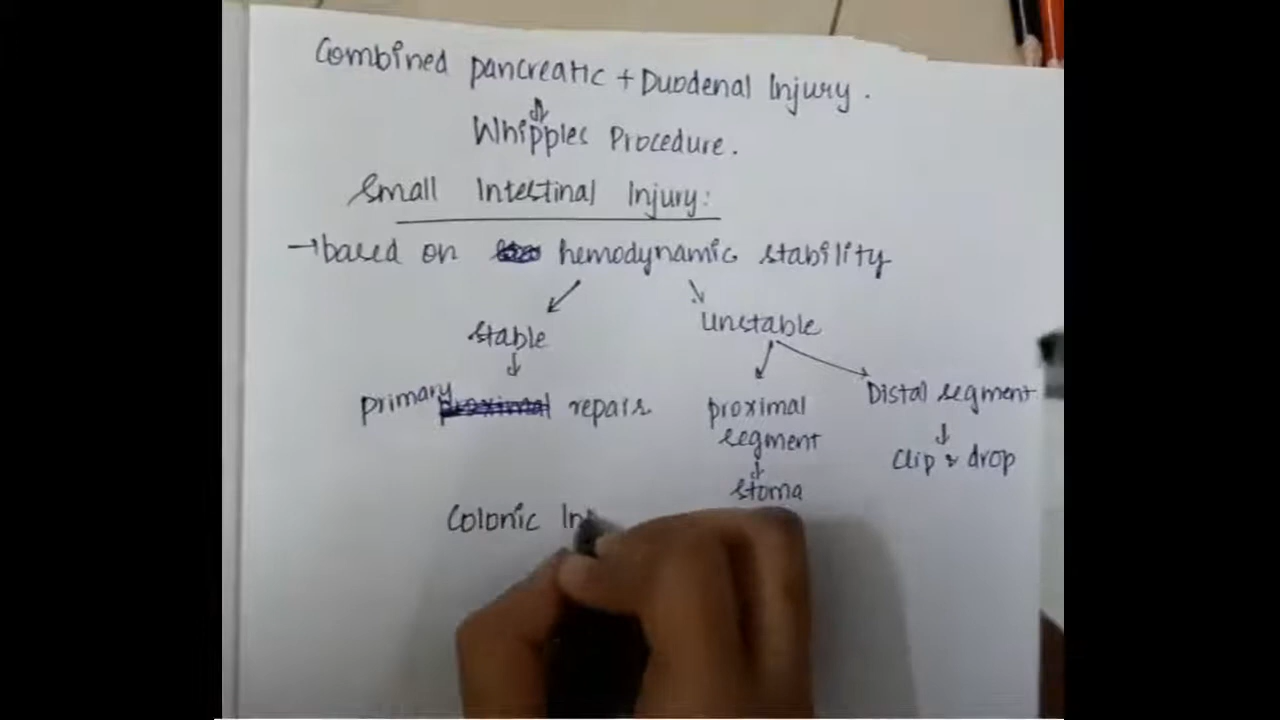 Combined pancreatic + Duodenal Injury.
⇓
Whipples Procedure.
Small Intestinal Injury:
→ based on hemodynamic stability
Stable
Unstable
↓
primary repair
proximal segment
↓
stoma
Distal segment
↓
Clip & drop
Colonic In